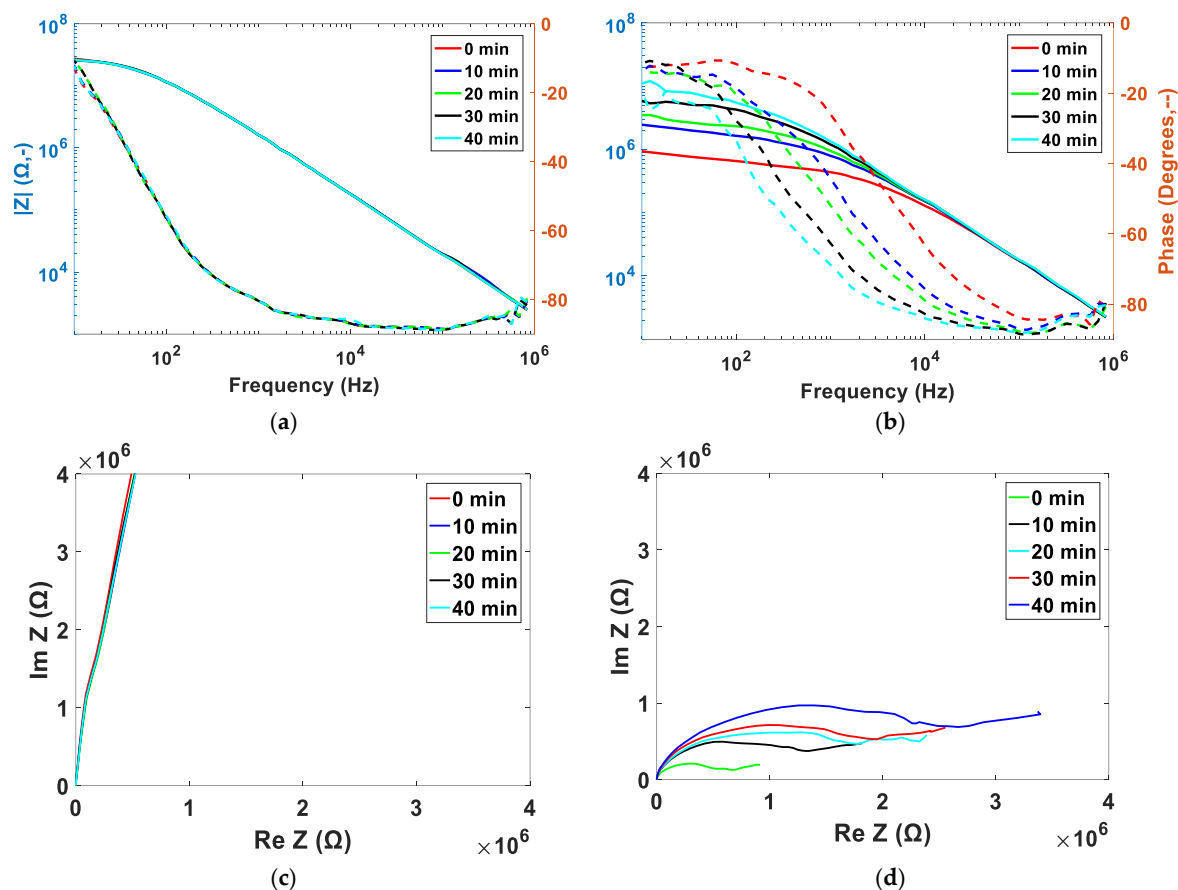 10^8
10^6
10^4
|Z| (Ω,-)
0
-20
-40
-60
-80
0 min
10 min
20 min
30 min
40 min
10^2
10^4
10^6
Frequency (Hz)
(a)
10^8
10^6
10^4
0
-20
-40
-60
-80
Phase (Degrees,--)
0 min
10 min
20 min
30 min
40 min
10^2
10^4
10^6
Frequency (Hz)
(b)
×10^6
4
3
2
1
0
Im Z (Ω)
0 min
10 min
20 min
30 min
40 min
0
1
2
3
4
Re Z (Ω)
×10^6
(c)
×10^6
4
3
2
1
0
Im Z (Ω)
0 min
10 min
20 min
30 min
40 min
0
1
2
3
4
Re Z (Ω)
×10^6
(d)